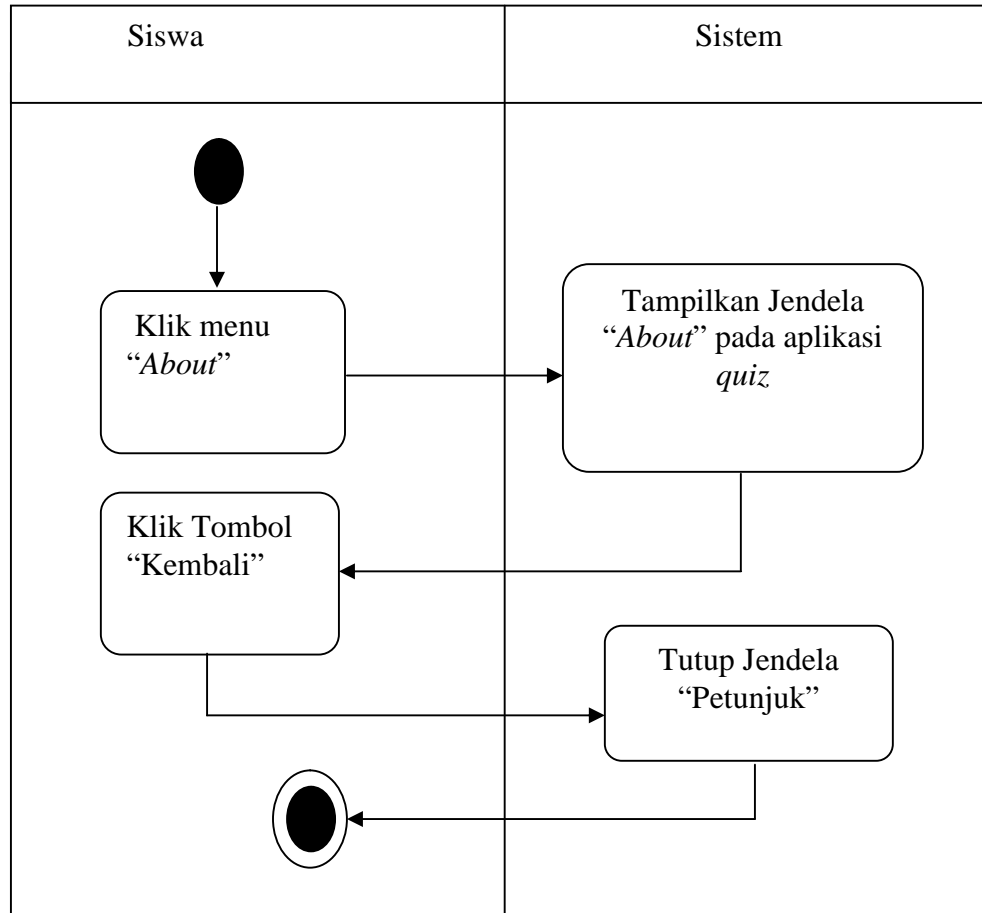 Siswa
Sistem
Klik menu
“About”
Tampilkan Jendela
“About” pada aplikasi
quiz
Klik Tombol
“Kembali”
Tutup Jendela
“Petunjuk”